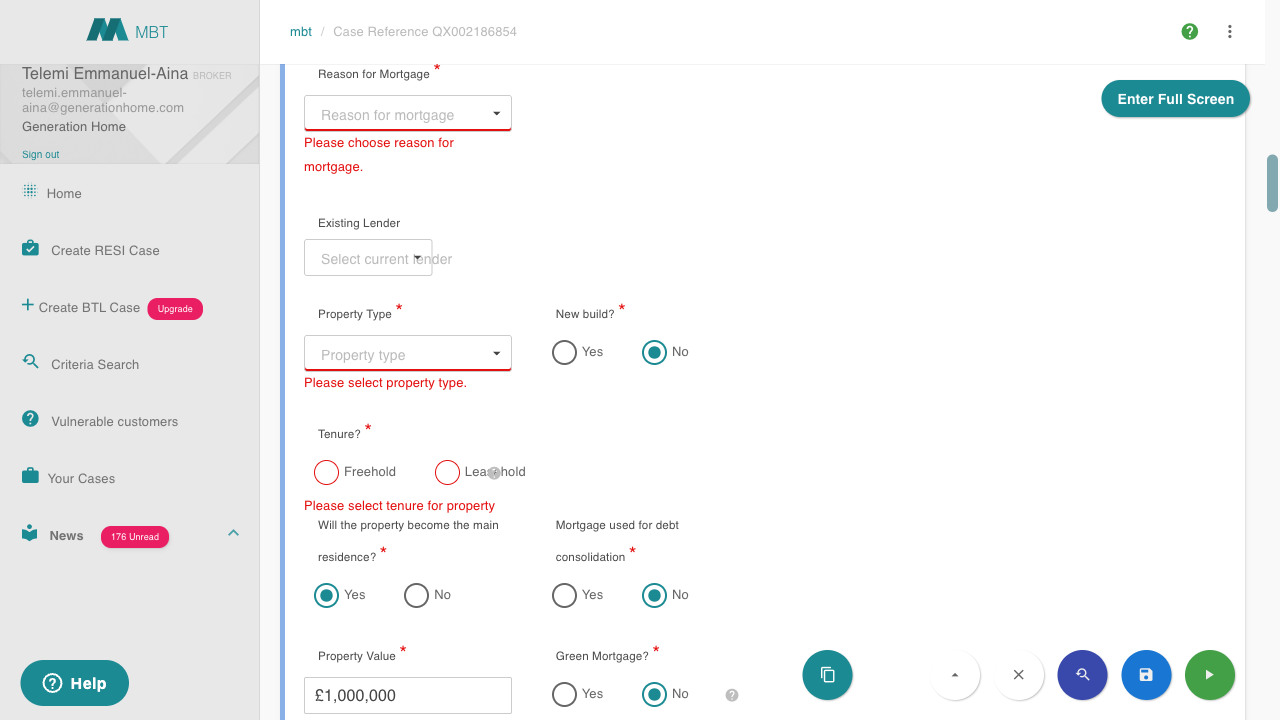 MBT
mbt / Case Reference QX002186854
Telemi Emmanuel-Aina BROKER
telemi.emmanuel-
aina@generationhome.com
Generation Home
Sign out
Home
Create RESI Case
Create BTL Case Upgrade
Criteria Search
Vulnerable customers
Your Cases
News 176 Unread
Help
Enter Full Screen
Reason for Mortgage *
Reason for mortgage
Please choose reason for
mortgage.
Existing Lender
Select current lender
Property Type * New build? *
Property type Yes No
Please select property type.
Tenure? *
Freehold Leasehold
Please select tenure for property
Will the property become the main
residence? *
Mortgage used for debt
consolidation *
Yes No Yes No
Property Value * Green Mortgage? *
£1,000,000 Yes No